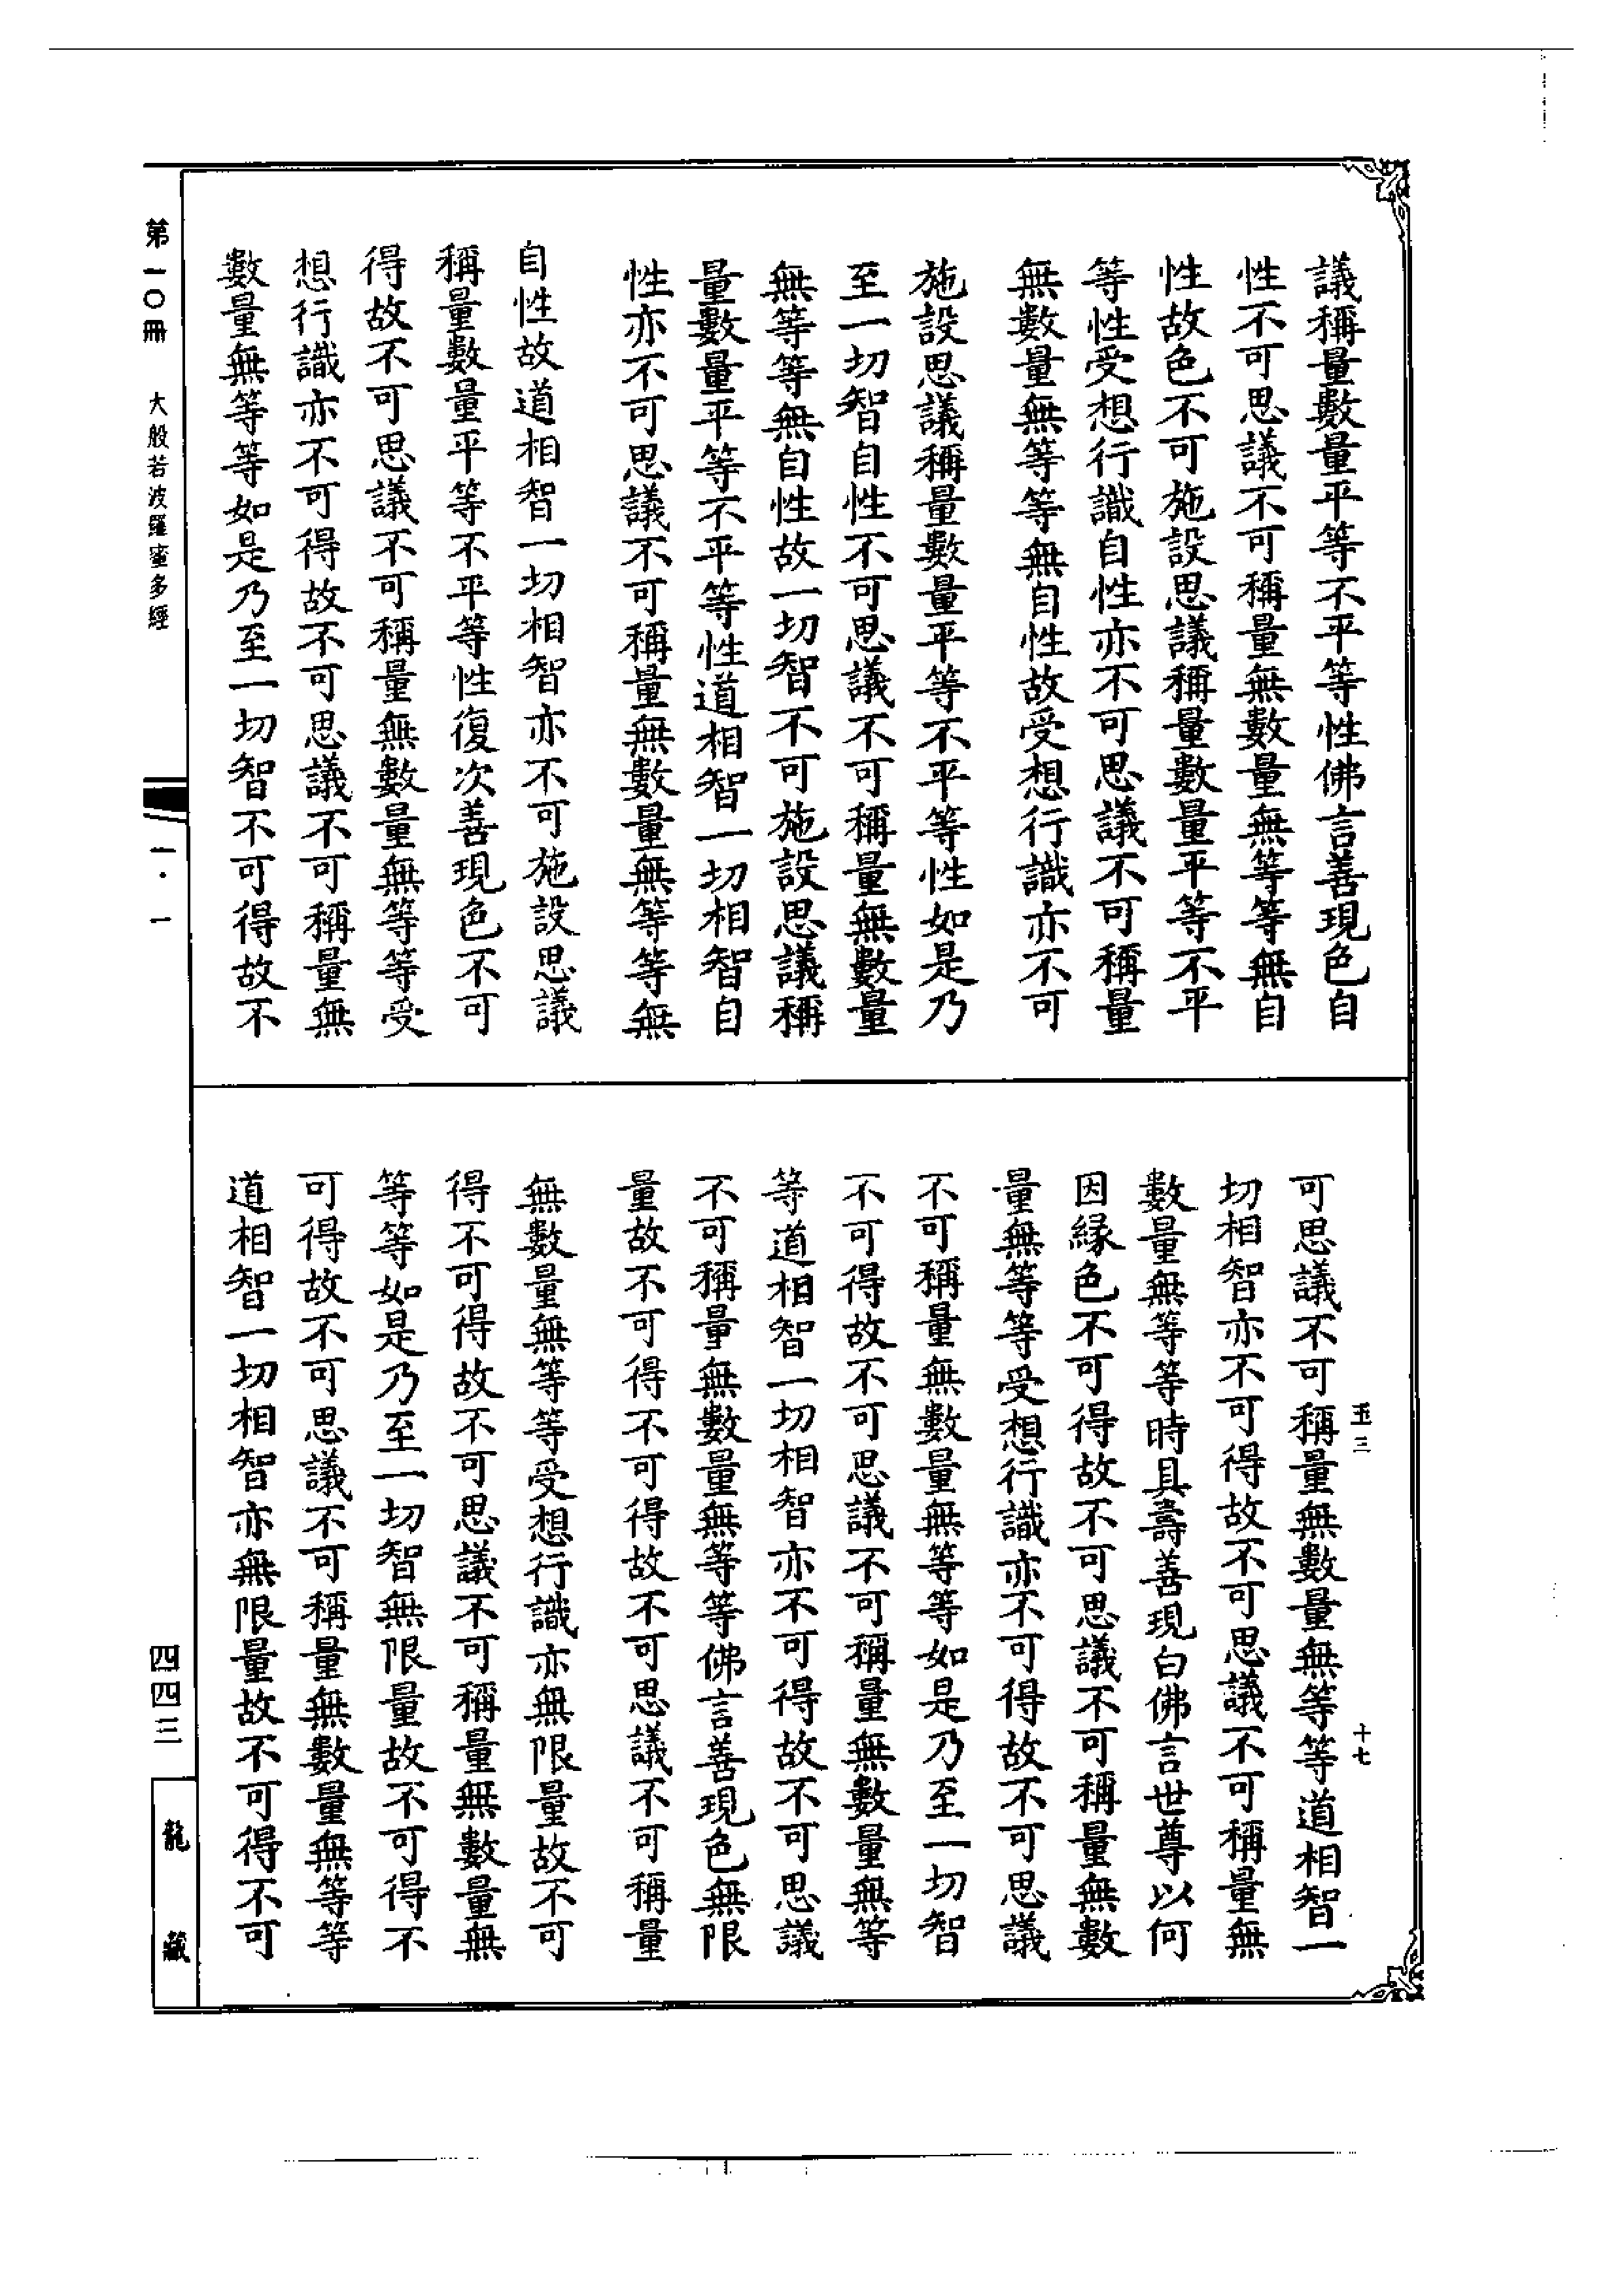 議稱量數量平等不平等性佛言善現色自
性不可思議不可稱量無數量無等等無自
性故色不可施設思議稱量數量平等不平
等性受想行識自性亦不可思議不可稱量
無數量無等等無自性故受想行識亦不可
施設思議稱量數量平等不平等性如是乃
至一切智自性不可思議不可稱量無數量
無等等無自性故一切智不可施設思議稱
量數量平等不平等性道相智一切相智自
性亦不可思議不可稱量無數量無等等無
自性故道相智一切相智亦不可施設思議
稱量數量平等不平等性復次善現色不可
得故不可思議不可稱量無數量無等等受
想行識亦不可得故不可思議不可稱量無
數量無等等如是乃至一切智不可得故不
玉三 十七
可思議不可稱量無數量無等等道相智一
切相智亦不可得故不可思議不可稱量無
數量無等等時具壽善現白佛言世尊以何
因緣色不可得故不可思議不可稱量無數
量無等等受想行識亦不可得故不可思議
不可稱量無數量無等等如是乃至一切智
不可得故不可思議不可稱量無數量無等
等道相智一切相智亦不可得故不可思議
不可稱量無數量無等等佛言善現色無限
量故不可得不可得故不可思議不可稱量
無數量無等等受想行識亦無限量故不可
得不可得故不可思議不可稱量無數量無
等等如是乃至一切智無限量故不可得不
可得故不可思議不可稱量無數量無等等
道相智一切相智亦無限量故不可得不可
第一〇冊 大般若波羅蜜多經 一·一 四四三 龍藏